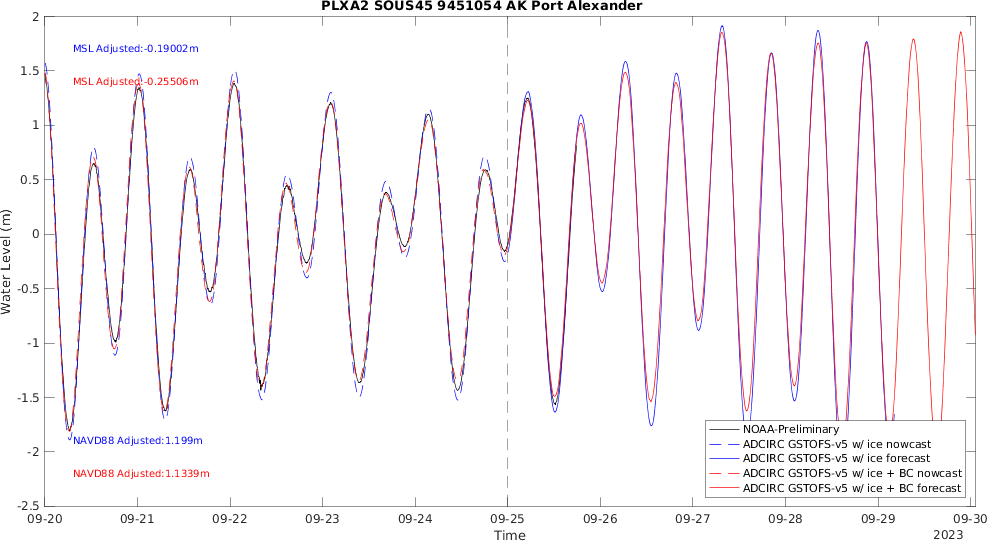 PLXA2 SOUS45 9451054 AK Port Alexander
2
1.5
1
0.5
0
-0.5
-1
-1.5
-2
-2.5
Water Level (m)
MSL Adjusted:-0.19002m
MSL Adjusted:-0.25506m
NAVD88 Adjusted:1.199m
NAVD88 Adjusted:1.1339m
NOAA-Preliminary
ADCIRC GSTOFS-v5 w/ ice nowcast
ADCIRC GSTOFS-v5 w/ ice forecast
ADCIRC GSTOFS-v5 w/ ice + BC nowcast
ADCIRC GSTOFS-v5 w/ ice + BC forecast
09-20 09-21 09-22 09-23 09-24 09-25 09-26 09-27 09-28 09-29 09-30
Time
2023